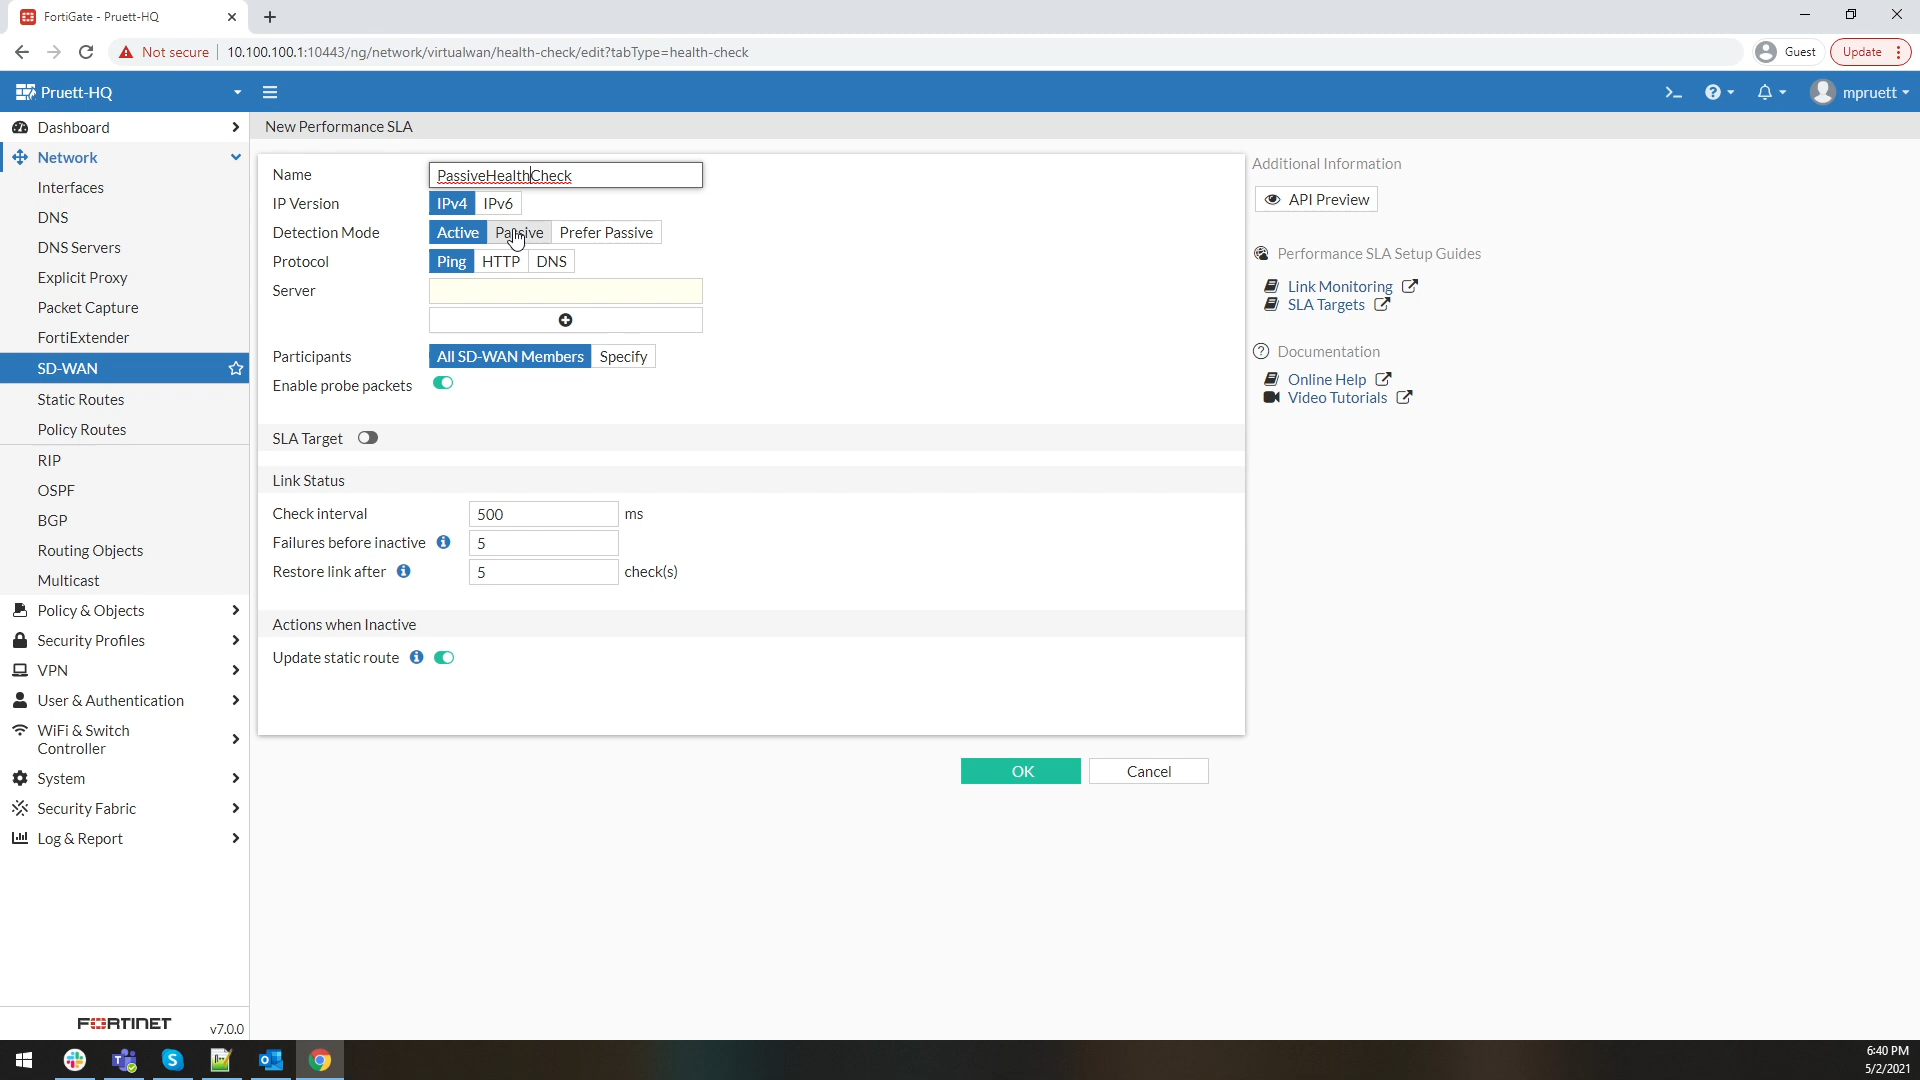 FortiGate - Pruett-HQ
Not secure
10.100.100.1:10443/ng/network/virtualwan/health-check/edit?tabType=health-check
Guest
Update
Pruett-HQ
mpruett
Dashboard
Network
Interfaces
DNS
DNS Servers
Explicit Proxy
Packet Capture
FortiExtender
SD-WAN
Static Routes
Policy Routes
RIP
OSPF
BGP
Routing Objects
Multicast
Policy & Objects
Security Profiles
VPN
User & Authentication
WiFi & Switch
Controller
System
Security Fabric
Log & Report
FORTINET v7.0.0
New Performance SLA
Name PassiveHealthCheck
IP Version IPv4 IPv6
Detection Mode Active Passive Prefer Passive
Protocol Ping HTTP DNS
Server
Participants All SD-WAN Members Specify
Enable probe packets
SLA Target
Link Status
Check interval 500 ms
Failures before inactive 5
Restore link after 5 check(s)
Actions when Inactive
Update static route
OK Cancel
Additional Information
API Preview
Performance SLA Setup Guides
Link Monitoring
SLA Targets
Documentation
Online Help
Video Tutorials
6:40 PM
5/2/2021